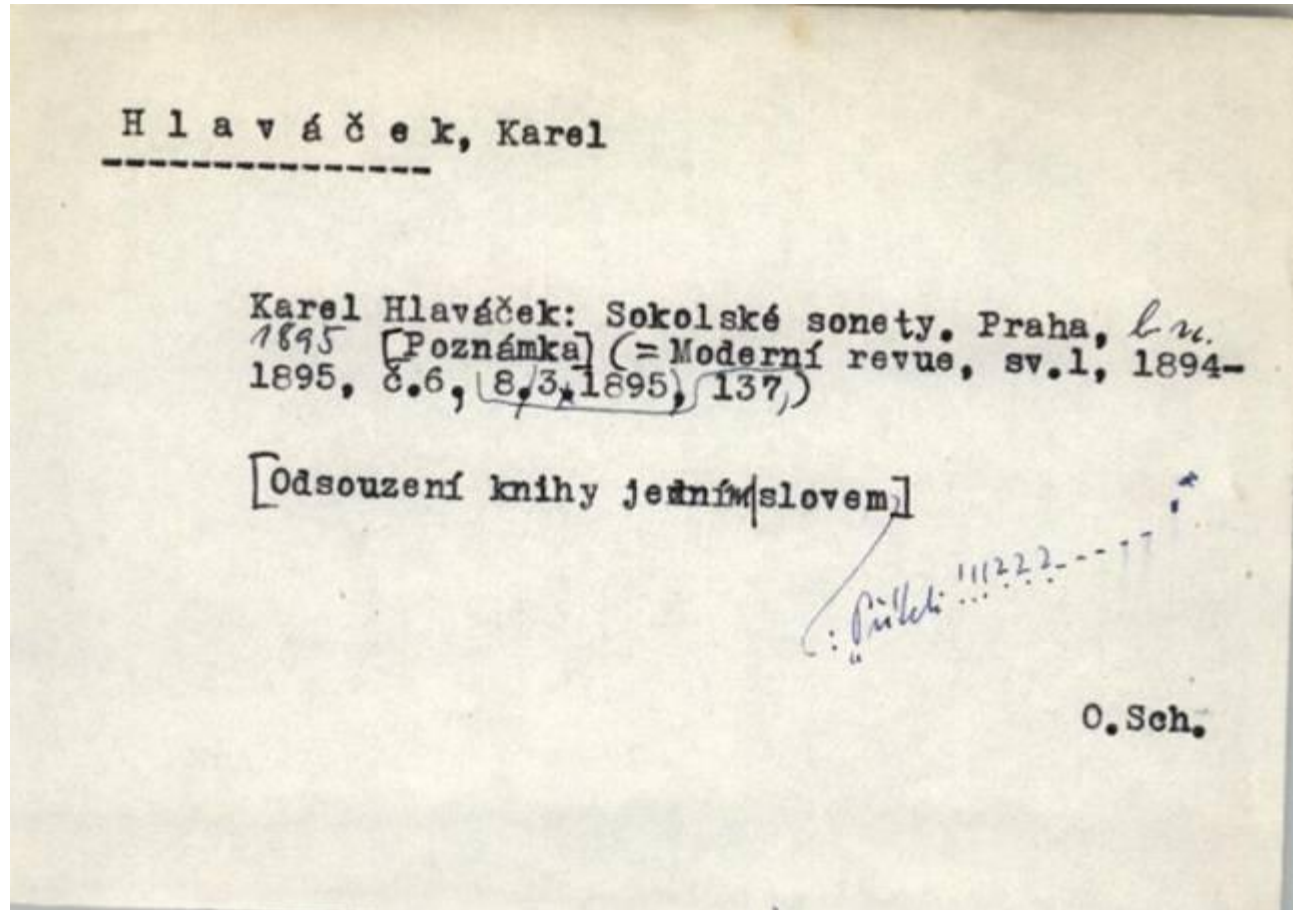 H l a v á č e k, Karel
---------------
Karel Hlaváček: Sokolské sonety. Praha, b. n.
1895 [Poznámka] (=Moderní revue, sv.1, 1894-
1895, č.6, 8.3.1895, 137,)
[Odsouzení knihy jedním slovem]
O.Sch.